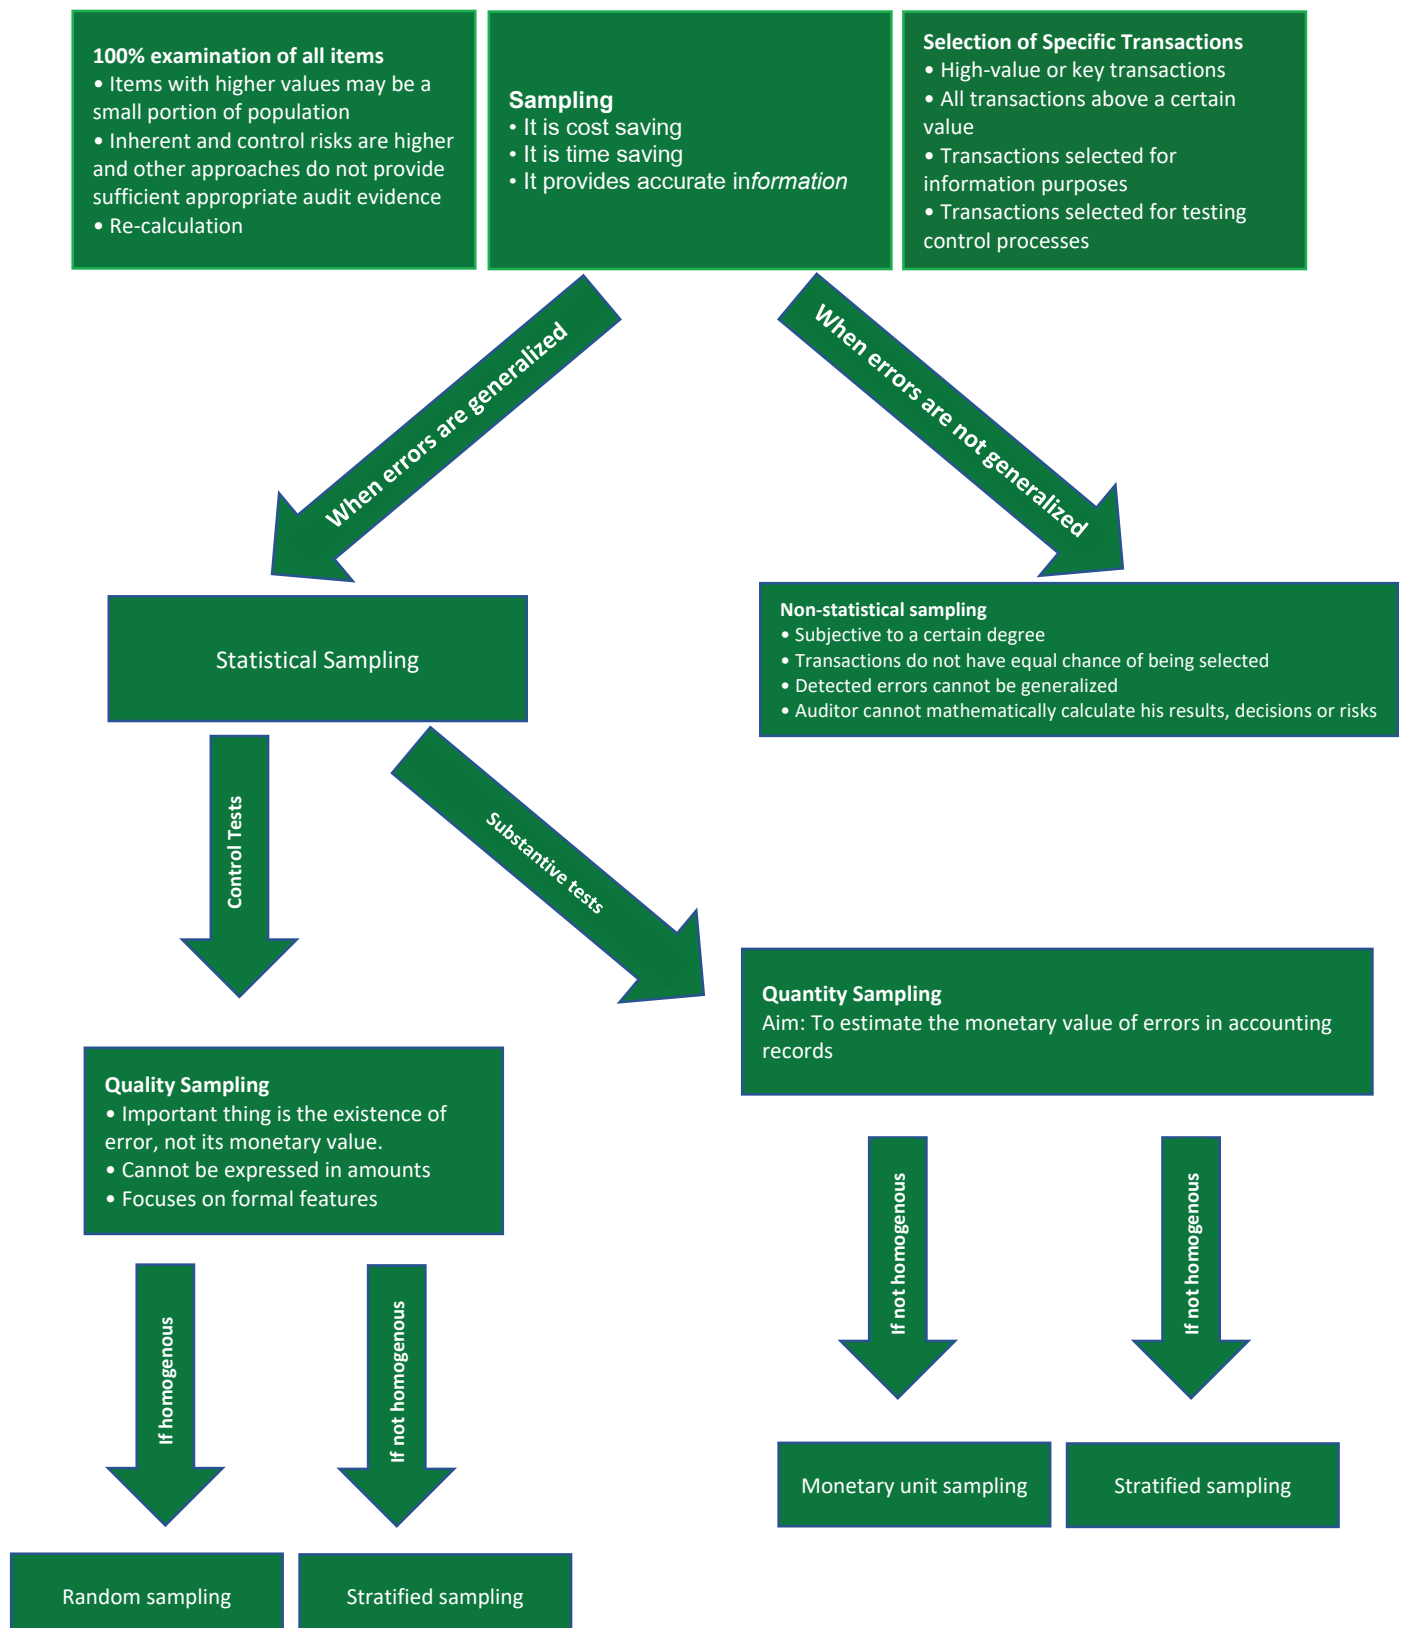 100% examination of all items
• Items with higher values may be a
small portion of population
• Inherent and control risks are higher
and other approaches do not provide
sufficient appropriate audit evidence
• Re-calculation
Sampling
• It is cost saving
• It is time saving
• It provides accurate information
Selection of Specific Transactions
• High-value or key transactions
• All transactions above a certain
value
• Transactions selected for
information purposes
• Transactions selected for testing
control processes
When errors are generalized
When errors are not generalized
Statistical Sampling
Non-statistical sampling
• Subjective to a certain degree
• Transactions do not have equal chance of being selected
• Detected errors cannot be generalized
• Auditor cannot mathematically calculate his results, decisions or risks
Control Tests
Substantive tests
Quality Sampling
• Important thing is the existence of
error, not its monetary value.
• Cannot be expressed in amounts
• Focuses on formal features
Quantity Sampling
Aim: To estimate the monetary value of errors in accounting
records
If homogenous
If not homogenous
If not homogenous
If not homogenous
Random sampling
Stratified sampling
Monetary unit sampling
Stratified sampling